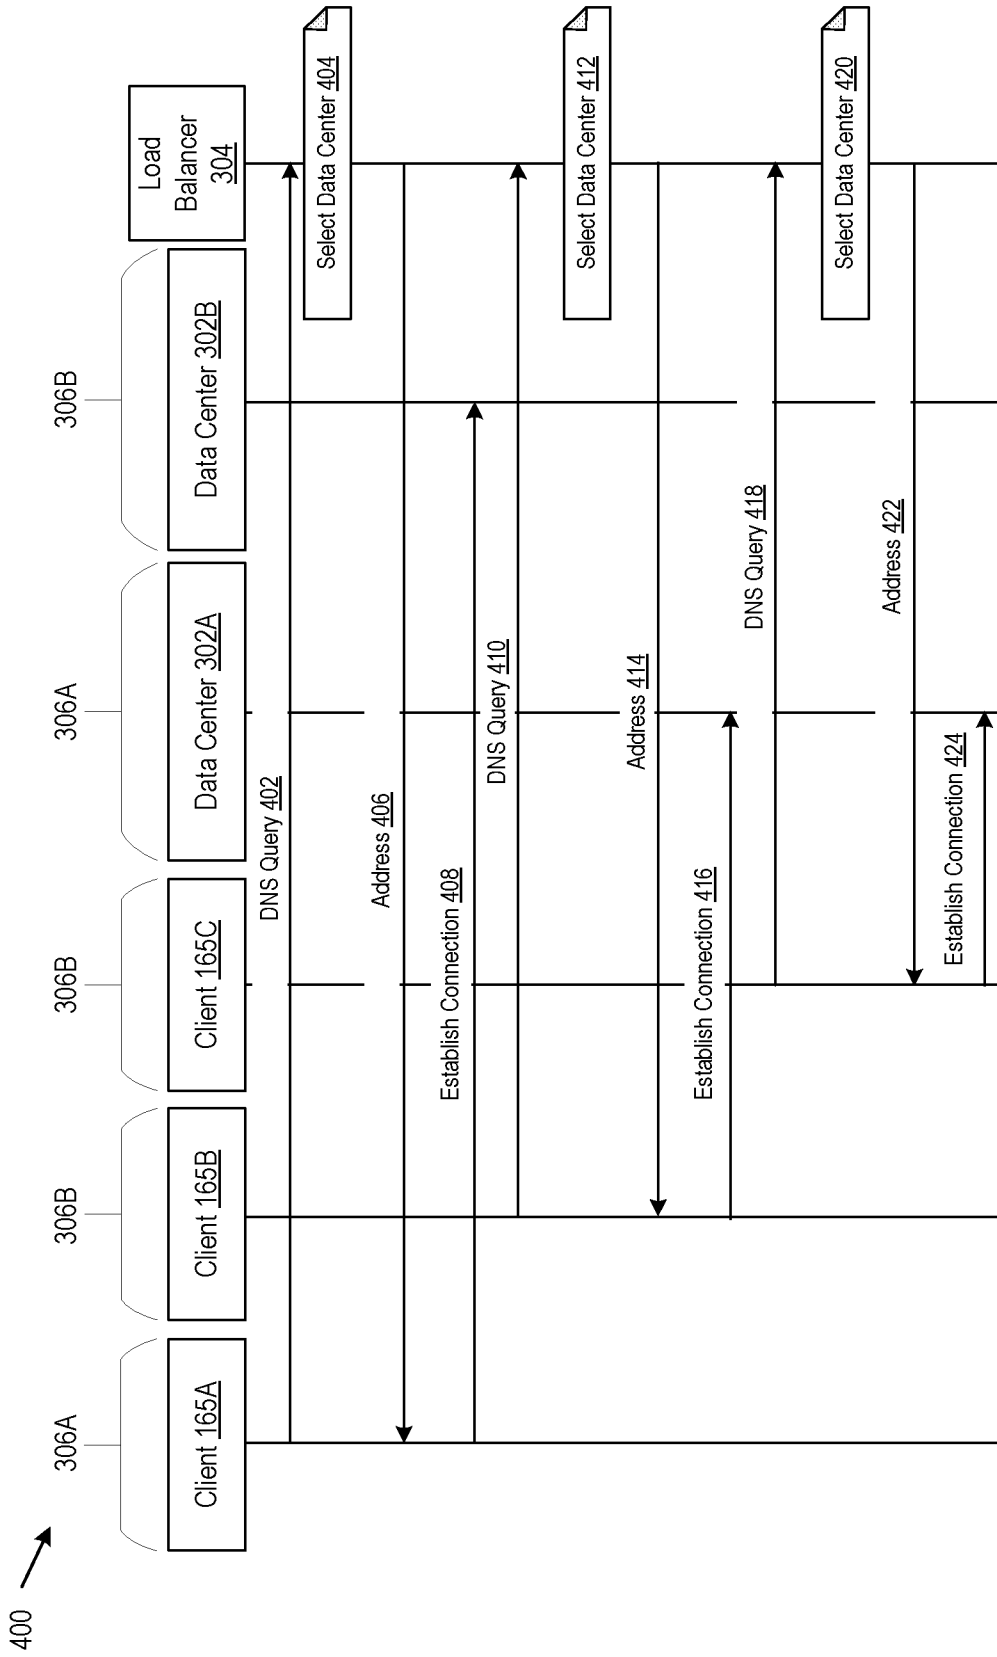 400
306A
306B
306B
306A
306B
Client 165A
Client 165B
Client 165C
Data Center 302A
Data Center 302B
Load
Balancer
304
DNS Query 402
Select Data Center 404
Address 406
Establish Connection 408
DNS Query 410
Select Data Center 412
Address 414
Establish Connection 416
DNS Query 418
Select Data Center 420
Address 422
Establish Connection 424